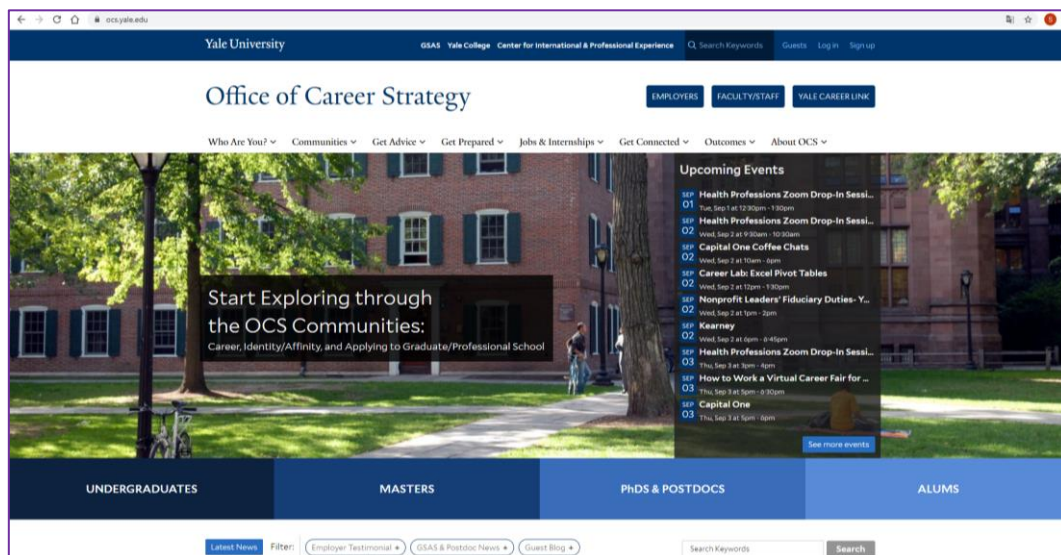 ocs.yale.edu
Yale University
GSAS Yale College Center for International & Professional Experience
Search Keywords
Guests Log in Sign up
Office of Career Strategy
EMPLOYERS
FACULTY/STAFF
YALE CAREER LINK
Who Are You? Communities Get Advice Get Prepared Jobs & Internships Get Connected Outcomes About OCS
Start Exploring through
the OCS Communities:
Career, Identity/Affinity, and Applying to Graduate/Professional School
Upcoming Events
SEP 01 Health Professions Zoom Drop-In Sessi...
Tue, Sep 1 at 12:30pm - 1:30pm
SEP 02 Health Professions Zoom Drop-In Sessi...
Wed, Sep 2 at 9:30am - 10:30am
SEP 02 Capital One Coffee Chats
Wed, Sep 2 at 10am - 6pm
SEP 02 Career Lab: Excel Pivot Tables
Wed, Sep 2 at 12pm - 1:30pm
SEP 02 Nonprofit Leaders' Fiduciary Duties- Y...
Wed, Sep 2 at 1pm - 2pm
SEP 02 Kearney
Wed, Sep 2 at 6pm - 6:45pm
SEP 03 Health Professions Zoom Drop-In Sessi...
Thu, Sep 3 at 3pm - 4pm
SEP 03 How to Work a Virtual Career Fair for ...
Thu, Sep 3 at 5pm - 6:30pm
SEP 03 Capital One
Thu, Sep 3 at 5pm - 6pm
See more events
UNDERGRADUATES
MASTERS
PhDS & POSTDOCS
ALUMS
Latest News Filter: Employer Testimonial + GSAS & Postdoc News + Guest Blog +
Search Keywords Search